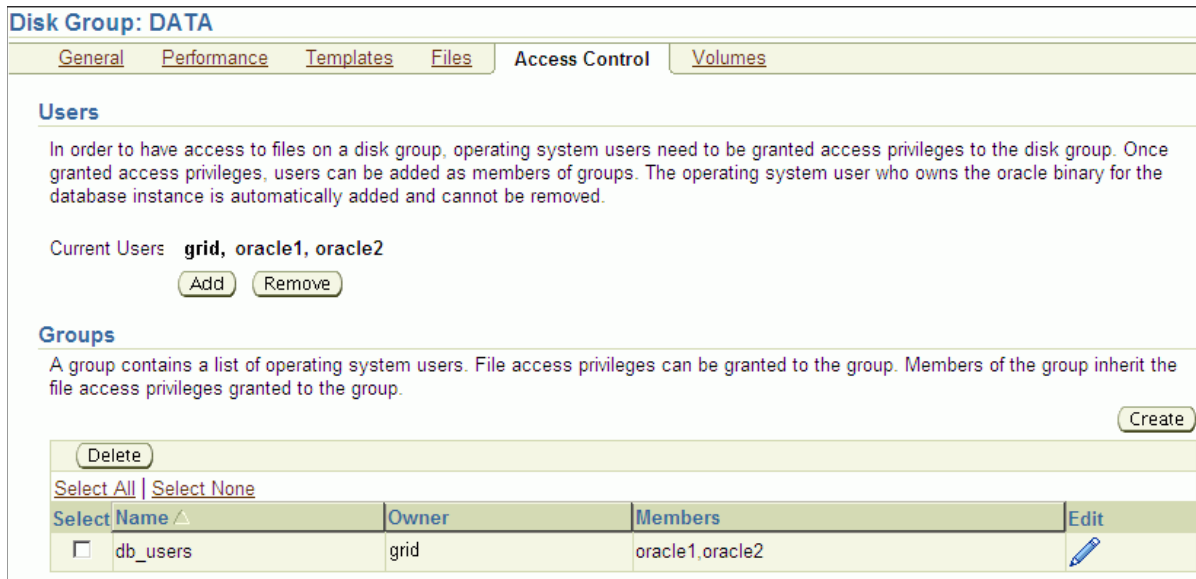 Disk Group: DATA
General Performance Templates Files Access Control Volumes
Users
In order to have access to files on a disk group, operating system users need to be granted access privileges to the disk group. Once
granted access privileges, users can be added as members of groups. The operating system user who owns the oracle binary for the
database instance is automatically added and cannot be removed.
Current Users grid, oracle1, oracle2
Add Remove
Groups
A group contains a list of operating system users. File access privileges can be granted to the group. Members of the group inherit the
file access privileges granted to the group.
Create
Delete
Select All | Select None
Select Name Owner Members Edit
db_users grid oracle1,oracle2